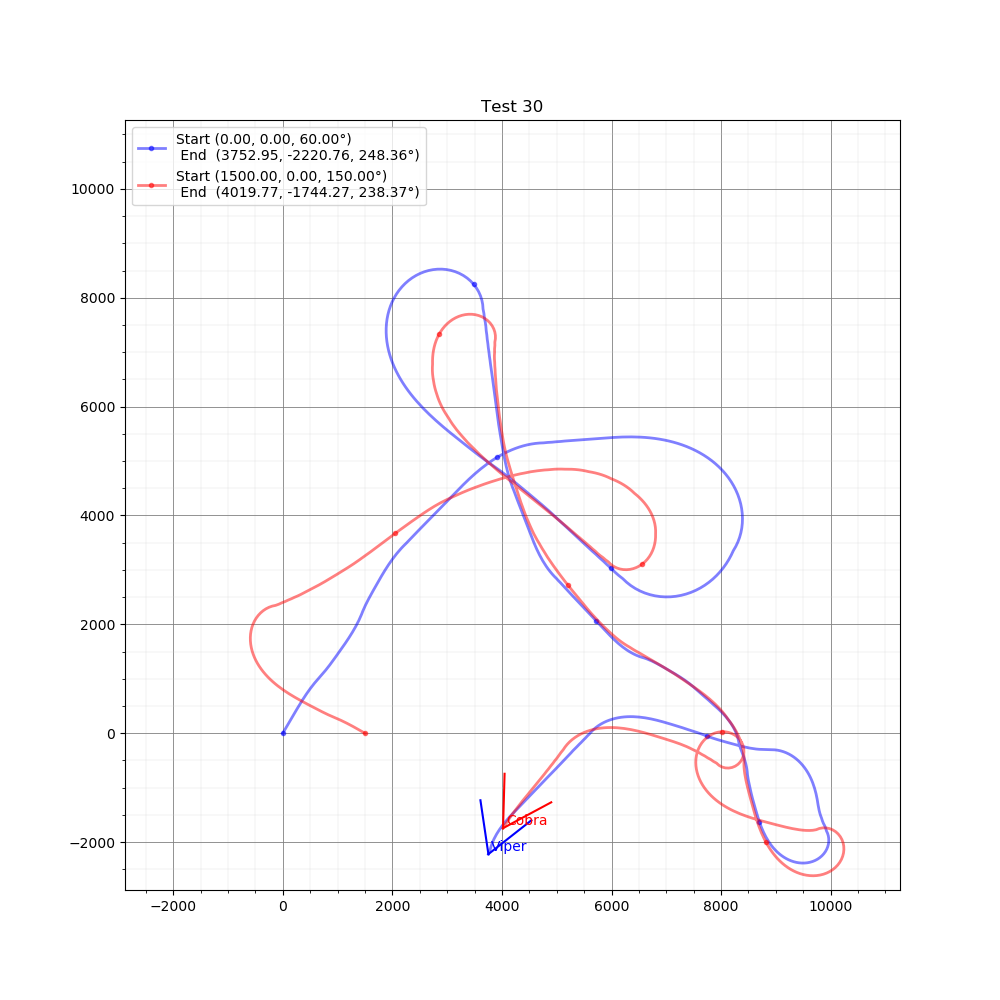 Test 30
Start (0.00, 0.00, 60.00°)
End (3752.95, -2220.76, 248.36°)
Start (1500.00, 0.00, 150.00°)
End (4019.77, -1744.27, 238.37°)
10000
8000
6000
4000
2000
0
−2000
Cobra
Viper
−2000
0
2000
4000
6000
8000
10000